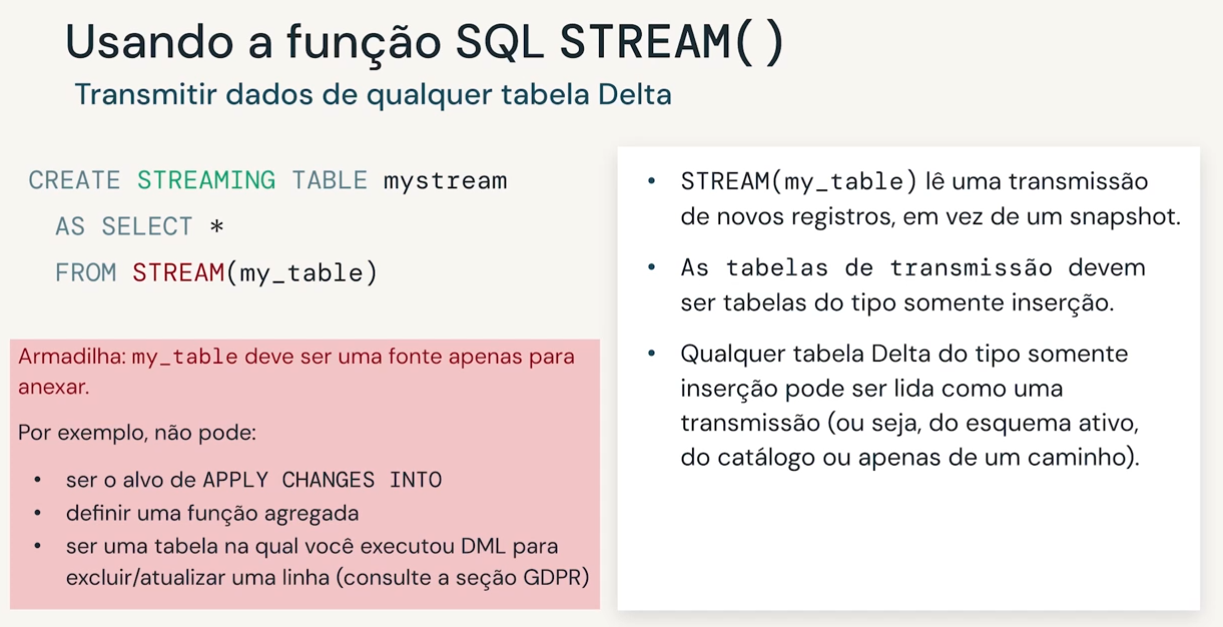 Usando a função SQL STREAM()
Transmitir dados de qualquer tabela Delta
CREATE STREAMING TABLE mystream
AS SELECT *
FROM STREAM(my_table)
Armadilha: my_table deve ser uma fonte apenas para
anexar.
Por exemplo, não pode:
• ser o alvo de APPLY CHANGES INTO
• definir uma função agregada
• ser uma tabela na qual você executou DML para
excluir/atualizar uma linha (consulte a seção GDPR)
• STREAM(my_table) lê uma transmissão
de novos registros, em vez de um snapshot.
• As tabelas de transmissão devem
ser tabelas do tipo somente inserção.
• Qualquer tabela Delta do tipo somente
inserção pode ser lida como uma
transmissão (ou seja, do esquema ativo,
do catálogo ou apenas de um caminho).